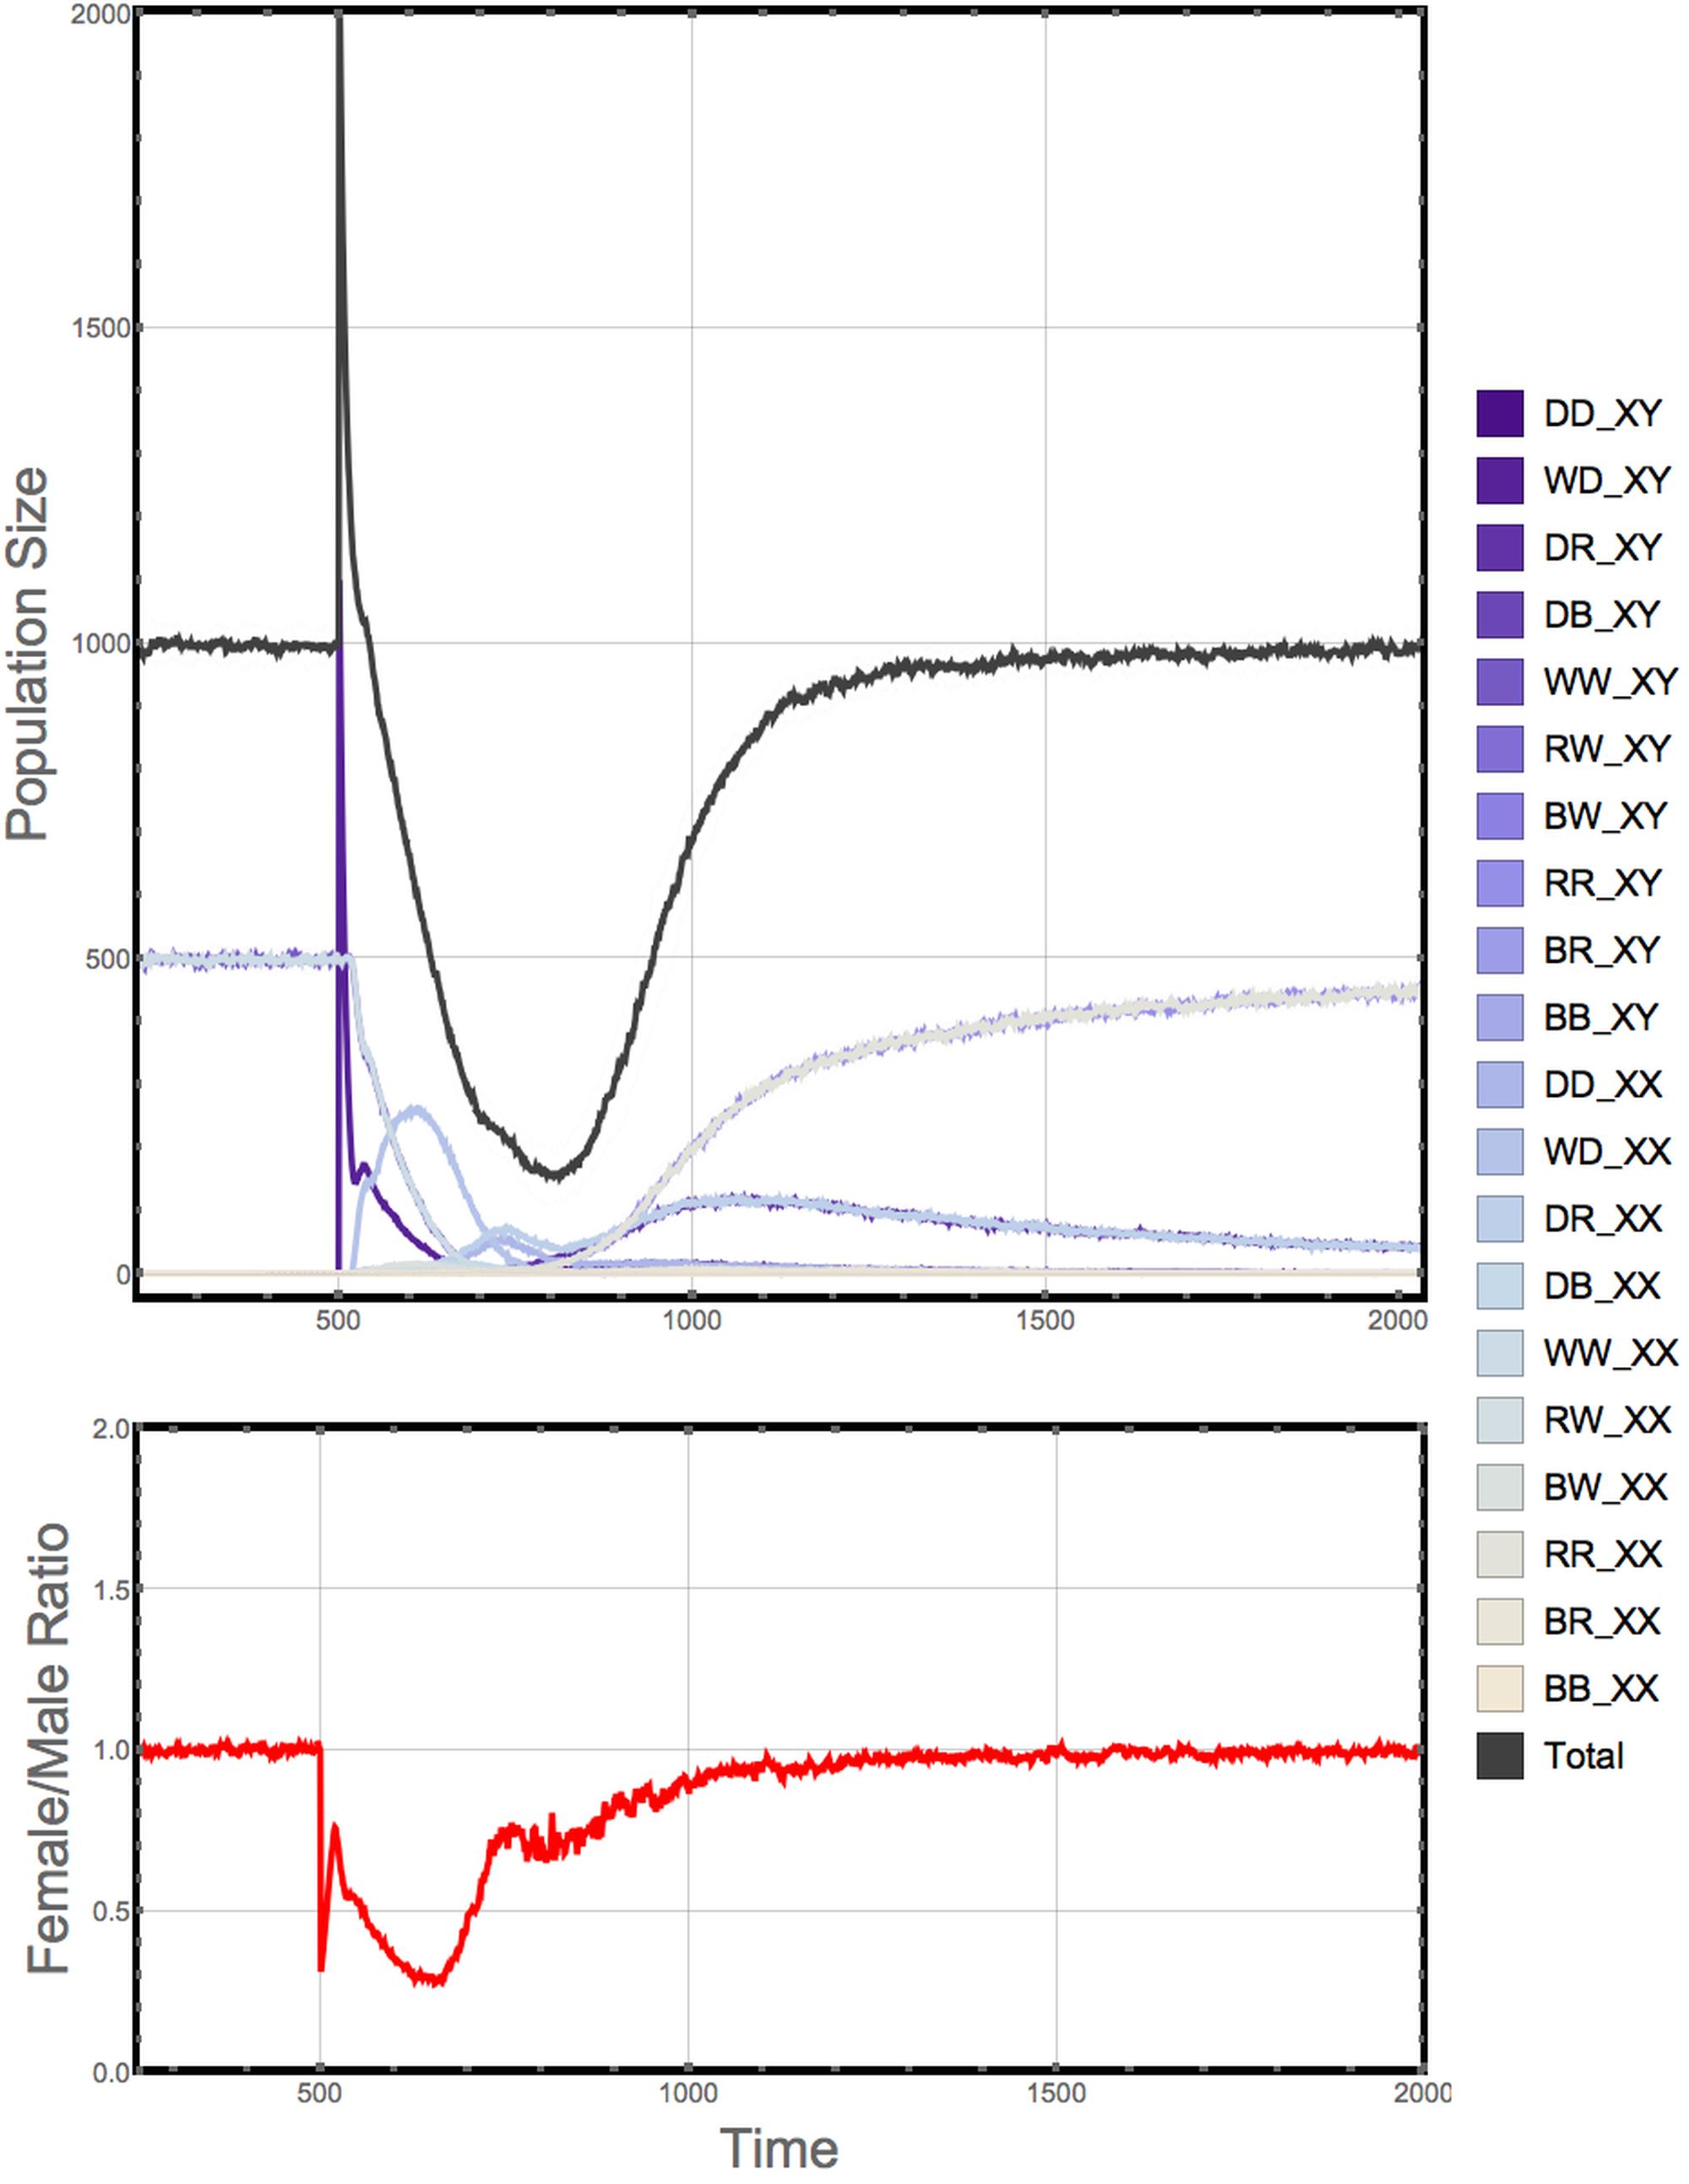 Population Size
2000
1500
1000
500
0
500
1000
1500
2000
DD_XY
WD_XY
DR_XY
DB_XY
WW_XY
RW_XY
BW_XY
RR_XY
BR_XY
BB_XY
DD_XX
WD_XX
DR_XX
DB_XX
WW_XX
RW_XX
BW_XX
RR_XX
BR_XX
BB_XX
Total
Female/Male Ratio
2.0
1.5
1.0
0.5
0.0
500
1000
1500
2000
Time